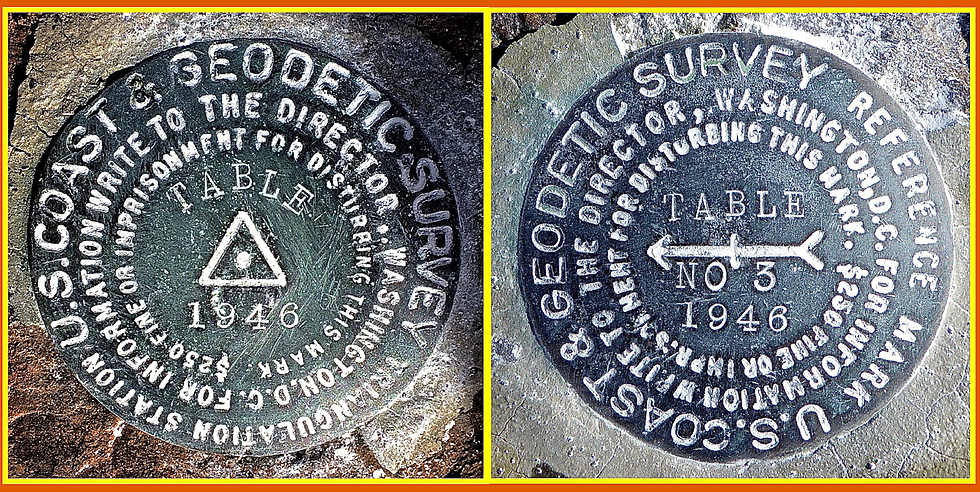 U.S. COAST & GEODETIC SURVEY TRIANGULATION STATION
FOR INFORMATION WRITE TO THE DIRECTOR, WASHINGTON, D.C.
$250 FINE OR IMPRISONMENT FOR DISTURBING THIS MARK.
TABLE
1946
U.S. COAST & GEODETIC SURVEY REFERENCE MARK
FOR INFORMATION WRITE TO THE DIRECTOR, WASHINGTON, D.C.
$250 FINE OR IMPRISONMENT FOR DISTURBING THIS MARK.
TABLE
NO 3
1946